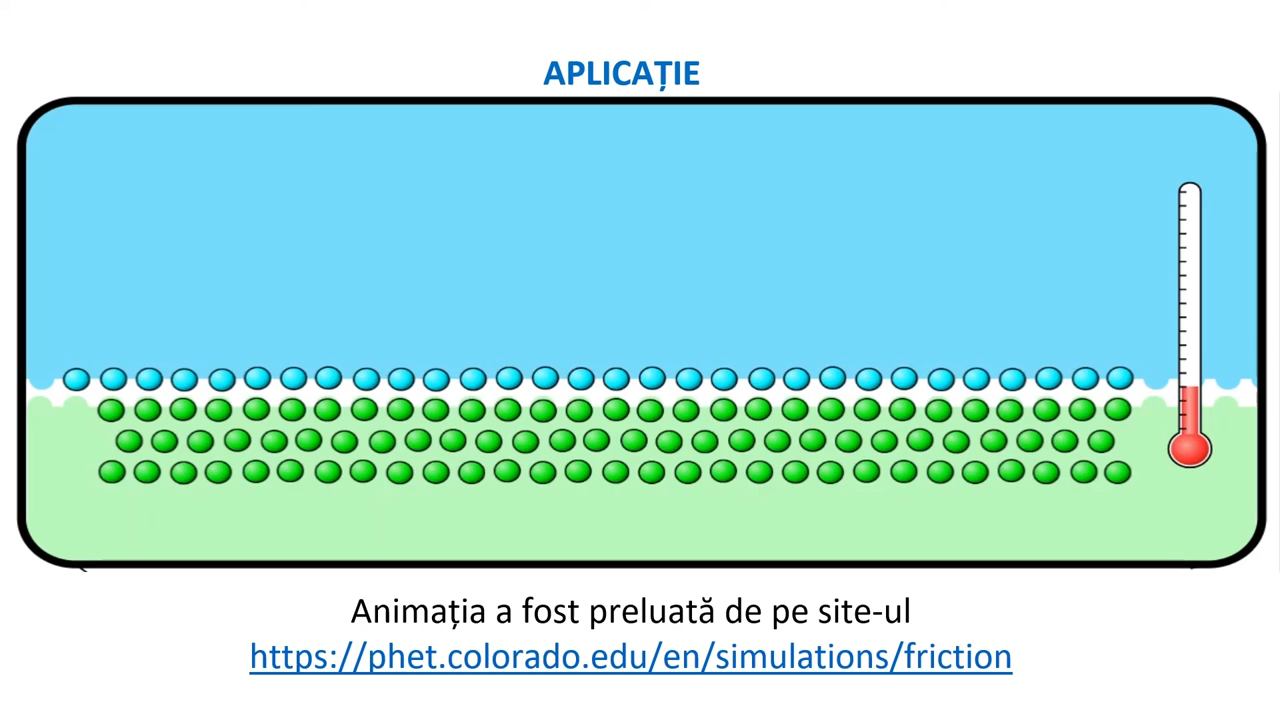 APLICAȚIE
Animația a fost preluată de pe site-ul
https://phet.colorado.edu/en/simulations/friction